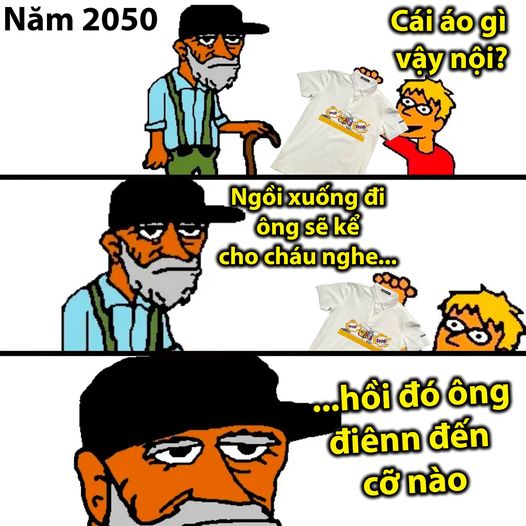 Năm 2050
Cái áo gì
vậy nội?
Ngồi xuống đi
ông sẽ kể
cho cháu nghe...
...hồi đó ông
điênn đến
cỡ nào